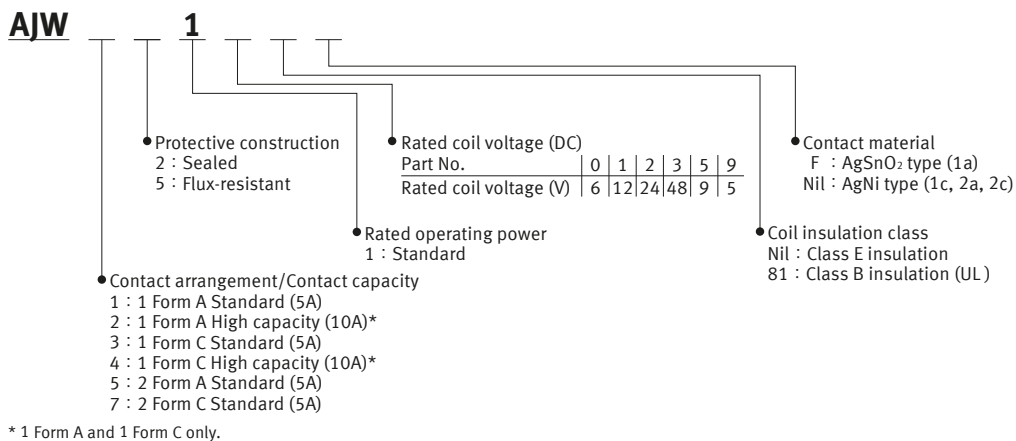 AJW 1
Protective construction
2 : Sealed
5 : Flux-resistant
Rated coil voltage (DC)
Part No. 0 1 2 3 5 9
Rated coil voltage (V) 6 12 24 48 9 5
Contact material
F : AgSnO₂ type (1a)
Nil : AgNi type (1c, 2a, 2c)
Rated operating power
1 : Standard
Coil insulation class
Nil : Class E insulation
81 : Class B insulation (UL)
Contact arrangement/Contact capacity
1 : 1 Form A Standard (5A)
2 : 1 Form A High capacity (10A)*
3 : 1 Form C Standard (5A)
4 : 1 Form C High capacity (10A)*
5 : 2 Form A Standard (5A)
7 : 2 Form C Standard (5A)
* 1 Form A and 1 Form C only.